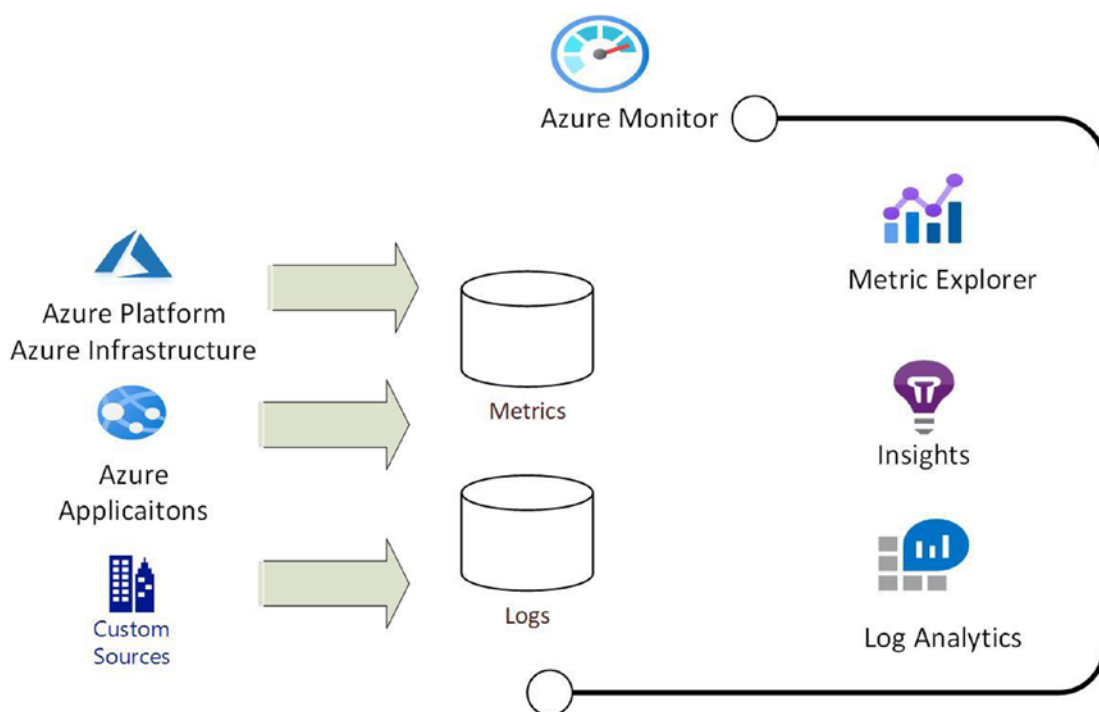 Azure Monitor
Azure Platform
Azure Infrastructure
Azure
Applicaitons
Custom
Sources
Metrics
Logs
Metric Explorer
Insights
Log Analytics